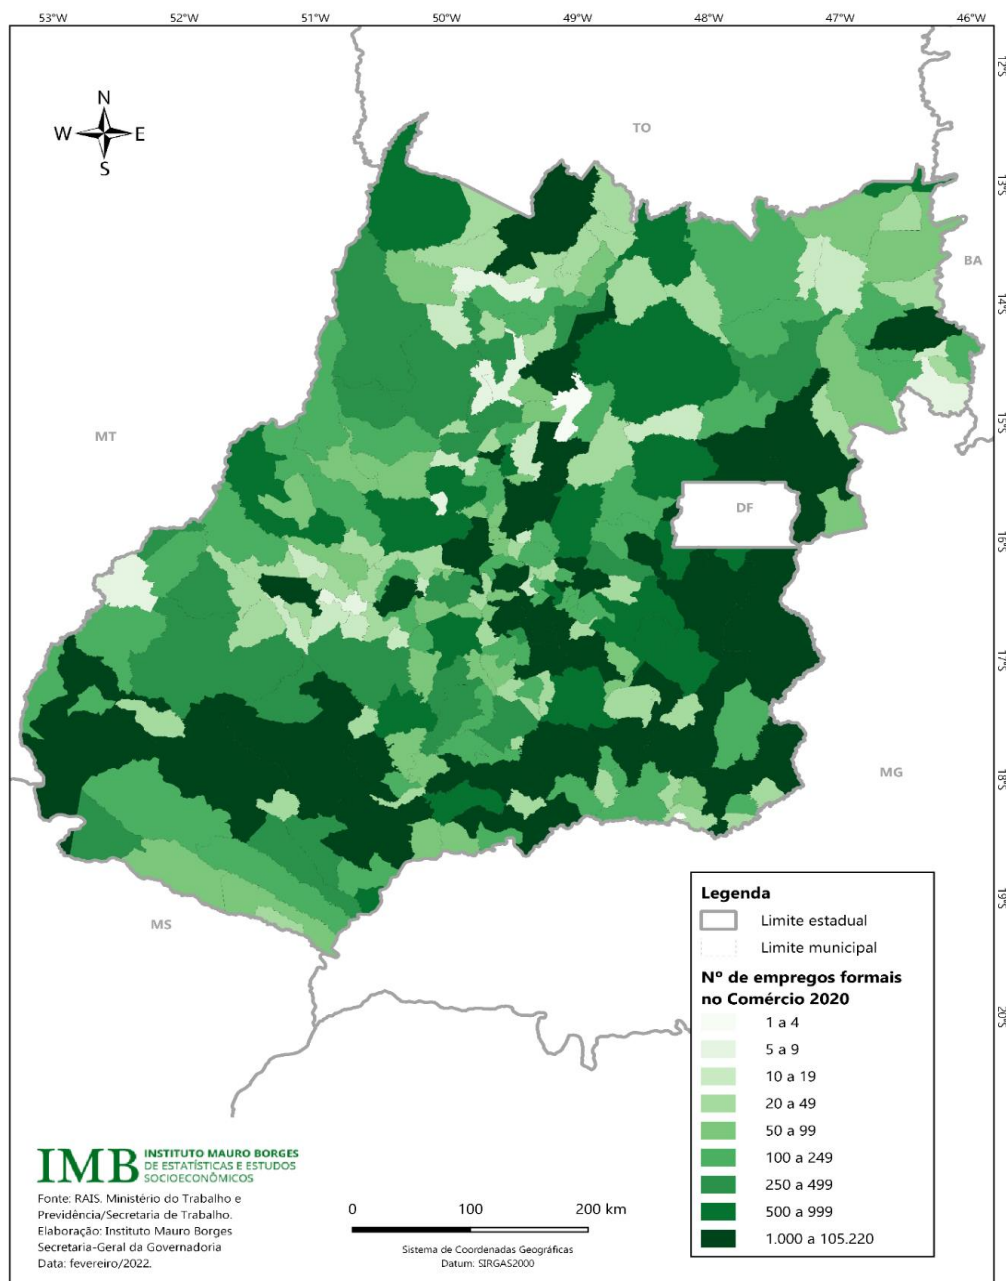 53°W 52°W 51°W 50°W 49°W 48°W 47°W 46°W
12°S
N
W E
S
TO
13°S
BA
14°S
MT
15°S
DF
16°S
17°S
MG
18°S
MS
19°S
20°S
Legenda
Limite estadual
Limite municipal
Nº de empregos formais
no Comércio 2020
1 a 4
5 a 9
10 a 19
20 a 49
50 a 99
100 a 249
250 a 499
500 a 999
1.000 a 105.220
IMB INSTITUTO MAURO BORGES
DE ESTATÍSTICAS E ESTUDOS
SOCIOECONÔMICOS
Fonte: RAIS. Ministério do Trabalho e
Previdência/Secretaria de Trabalho.
Elaboração: Instituto Mauro Borges
Secretaria-Geral da Governadoria
Data: fevereiro/2022.
0 100 200 km
Sistema de Coordenadas Geográficas
Datum: SIRGAS2000